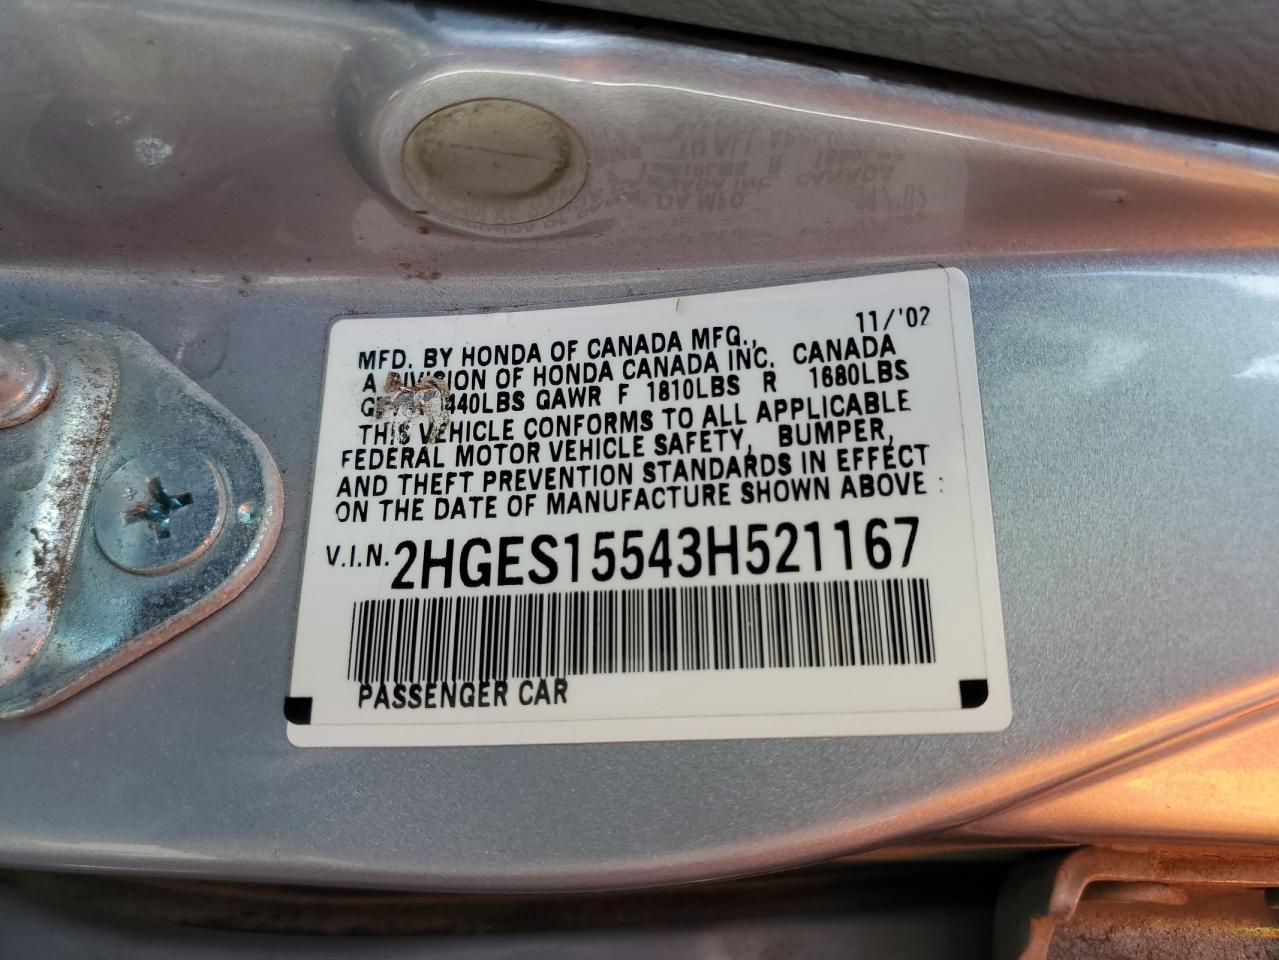 11/'02
MFD. BY HONDA OF CANADA MFG.,
A DIVISION OF HONDA CANADA INC. CANADA
440LBS GAWR F 1810LBS R 1680LBS
THIS VEHICLE CONFORMS TO ALL APPLICABLE
FEDERAL MOTOR VEHICLE SAFETY, BUMPER,
AND THEFT PREVENTION STANDARDS IN EFFECT
ON THE DATE OF MANUFACTURE SHOWN ABOVE.
V.I.N. 2HGES15543H521167
PASSENGER CAR